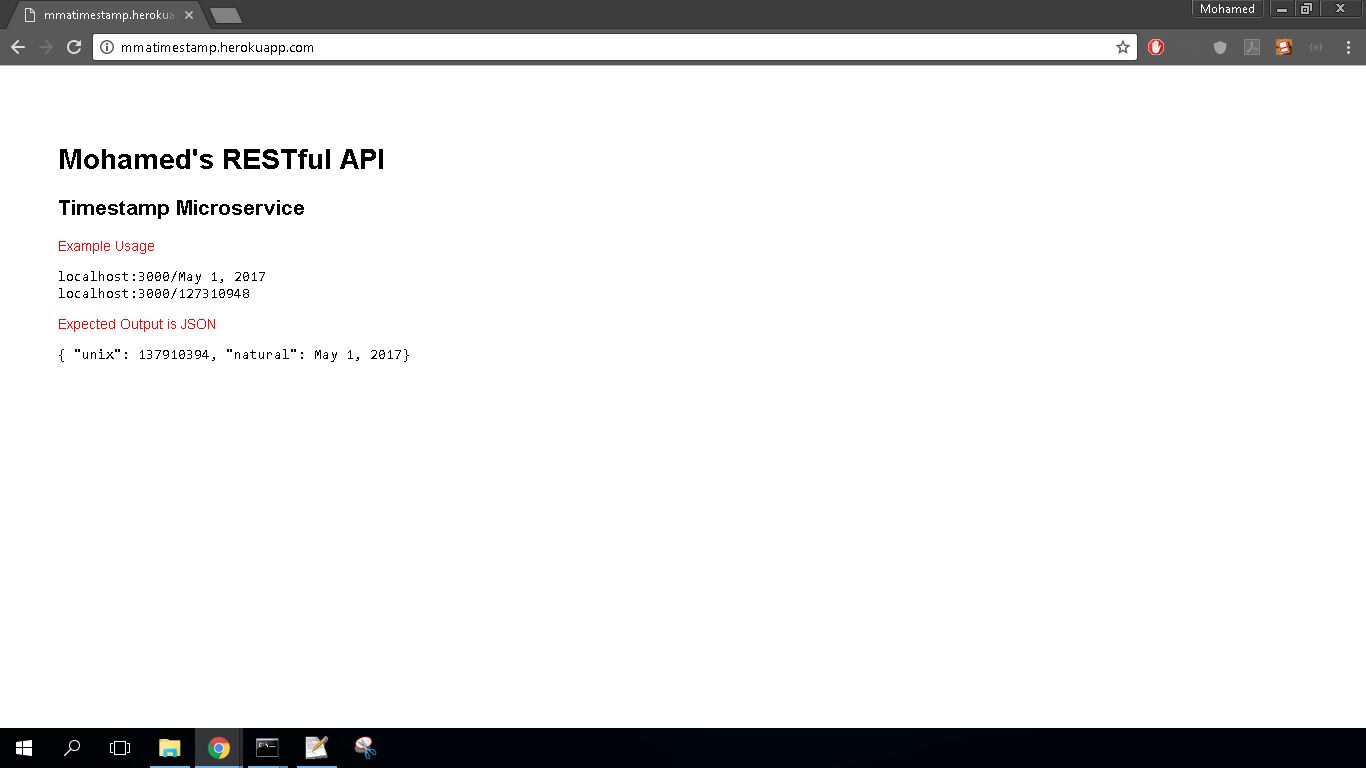 mmatimestamp.heroku
Mohamed
mmatimestamp.herokuapp.com
Mohamed's RESTful API
Timestamp Microservice
Example Usage
localhost:3000/May 1, 2017
localhost:3000/127310948
Expected Output is JSON
{ "unix": 137910394, "natural": May 1, 2017}